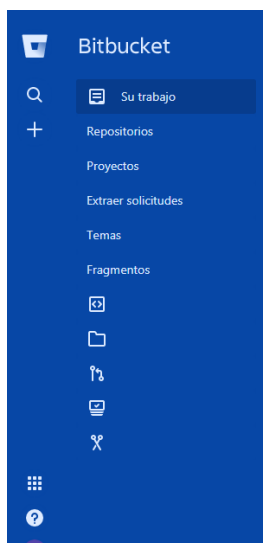 Bitbucket
Su trabajo
Repositorios
Proyectos
Extraer solicitudes
Temas
Fragmentos